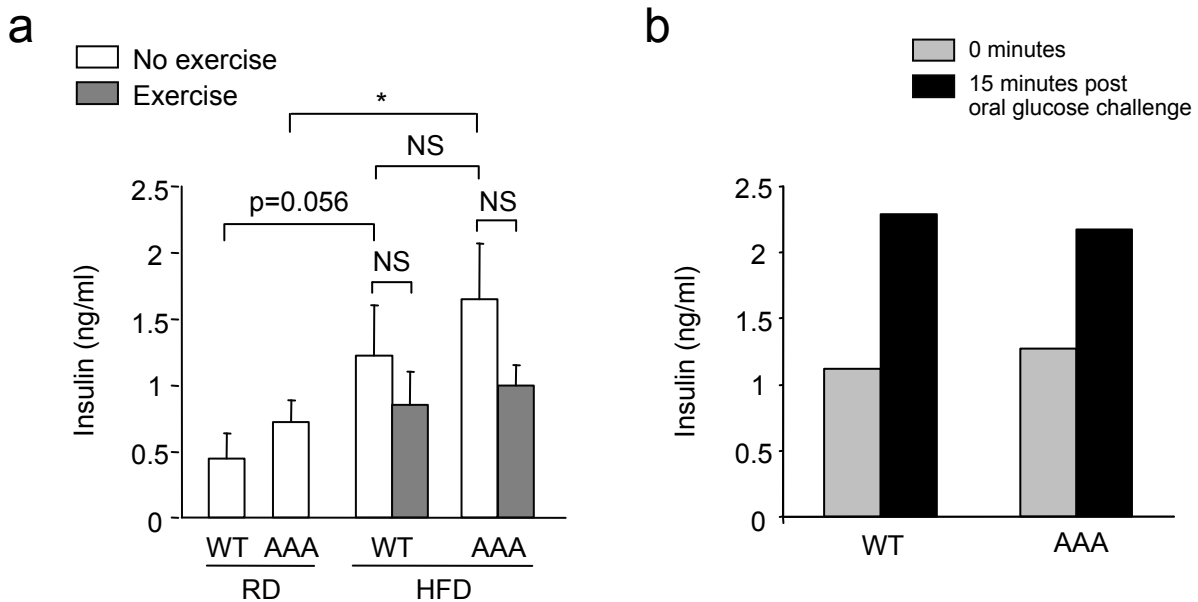 a
No exercise
Exercise
*
NS
p=0.056
NS
NS
2.5
2
1.5
1
0.5
0
Insulin (ng/ml)
WT AAA WT AAA
RD HFD
b
0 minutes
15 minutes post
oral glucose challenge
2.5
2
1.5
1
0.5
0
Insulin (ng/ml)
WT AAA